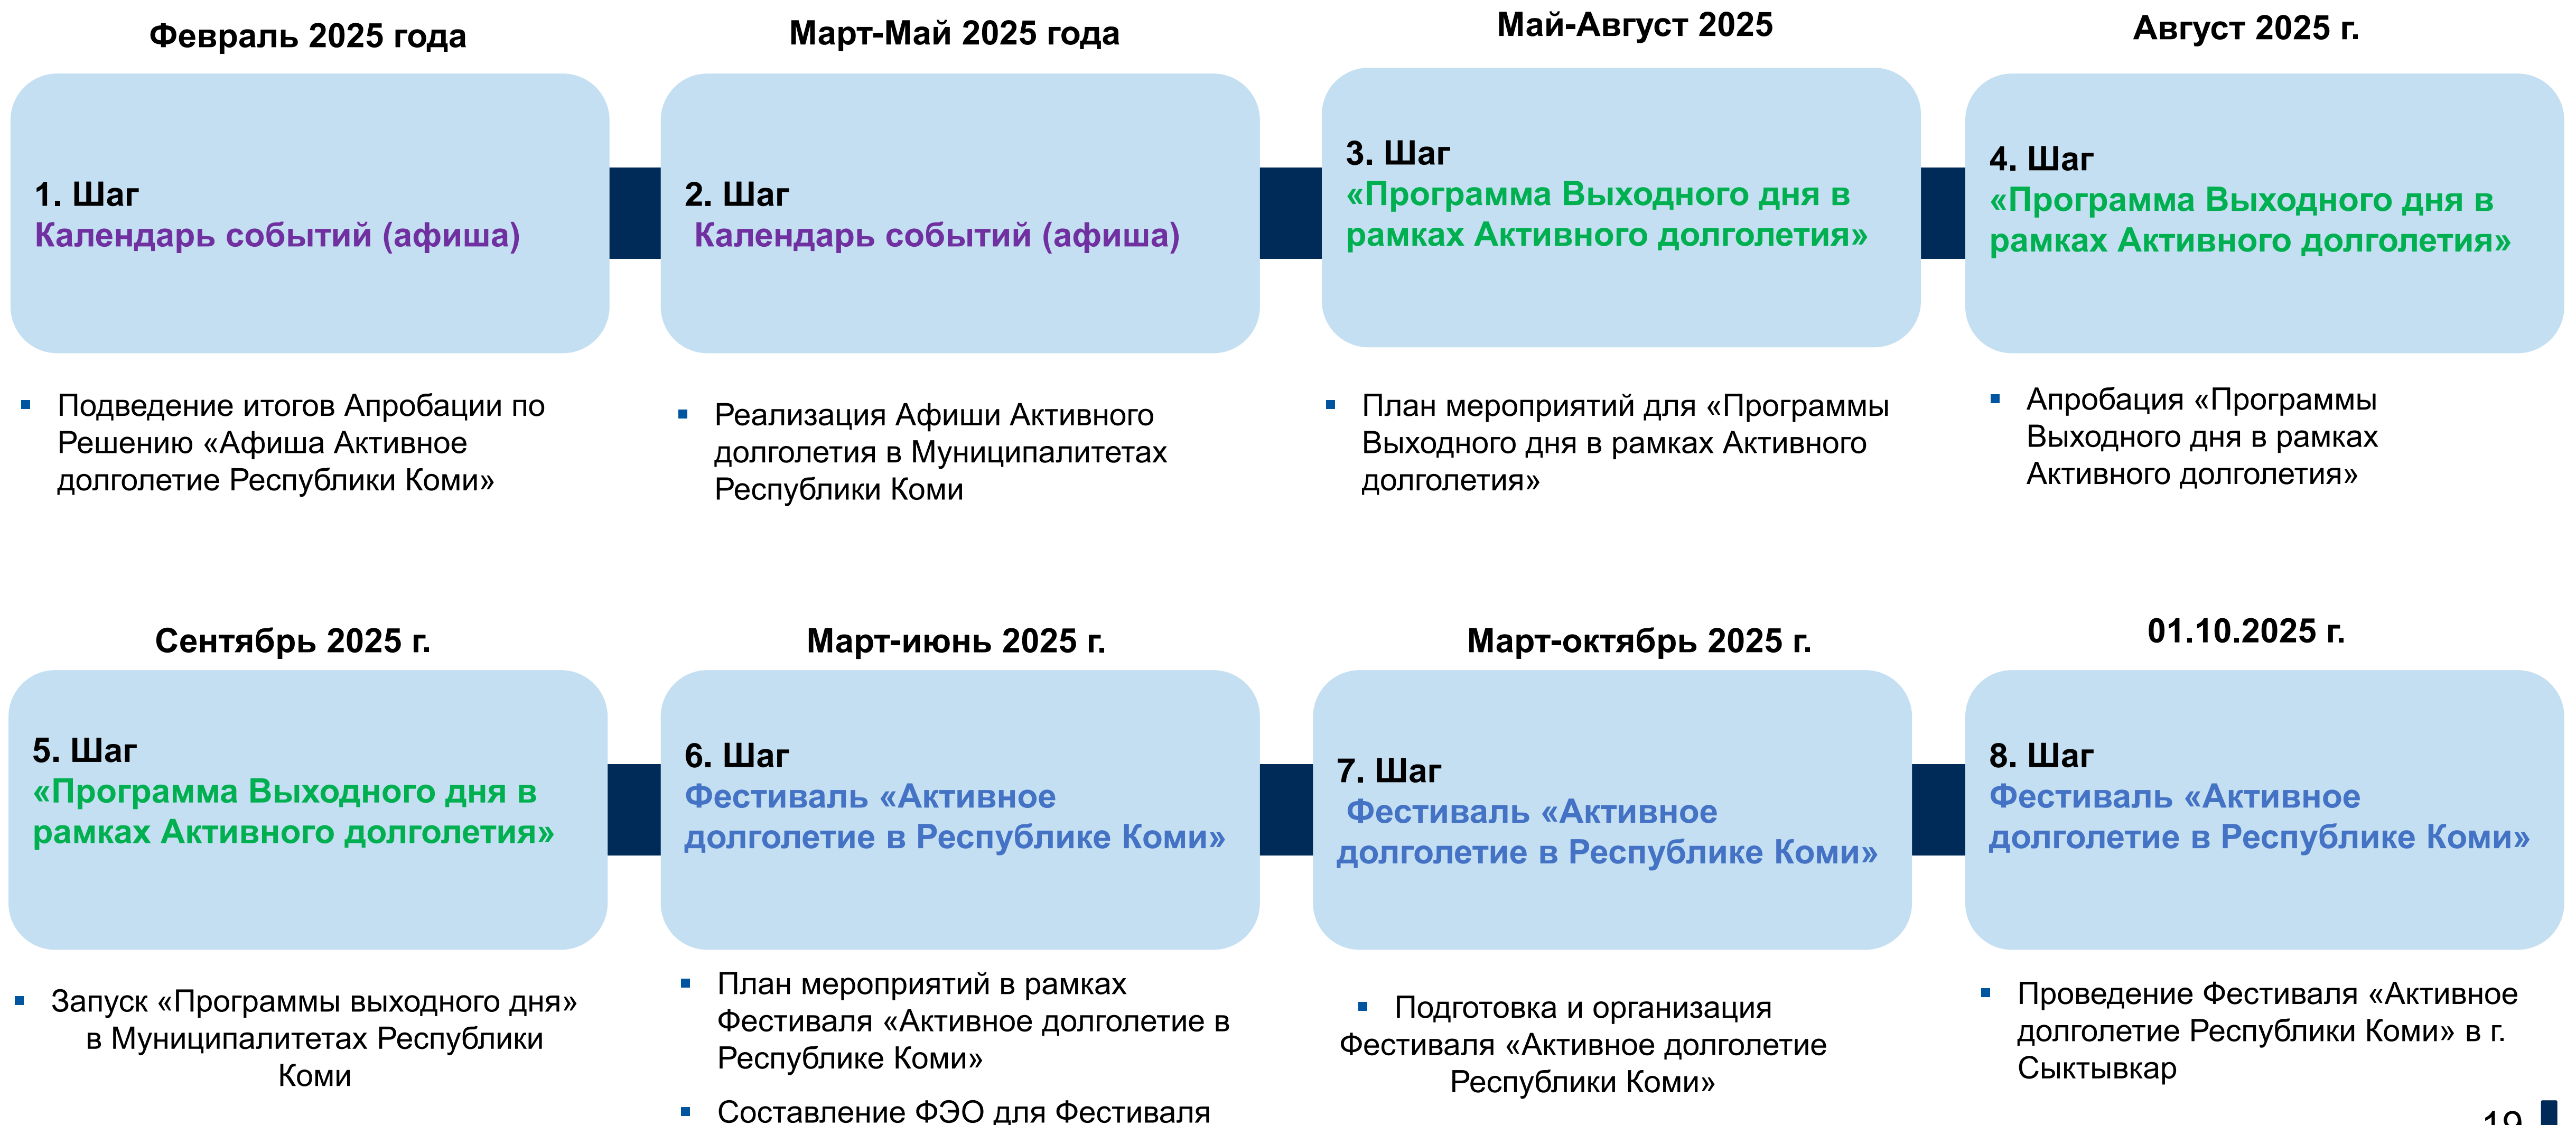 Февраль 2025 года
1. Шаг
Календарь событий (афиша)
Подведение итогов Апробации по
Решению «Афиша Активное
долголетие Республики Коми»
Март-Май 2025 года
2. Шаг
Календарь событий (афиша)
Реализация Афиши Активного
долголетия в Муниципалитетах
Республики Коми
Май-Август 2025
3. Шаг
«Программа Выходного дня в
рамках Активного долголетия»
План мероприятий для «Программы
Выходного дня в рамках Активного
долголетия»
Август 2025 г.
4. Шаг
«Программа Выходного дня в
рамках Активного долголетия»
Апробация «Программы
Выходного дня в рамках
Активного долголетия»
Сентябрь 2025 г.
5. Шаг
«Программа Выходного дня в
рамках Активного долголетия»
Запуск «Программы выходного дня»
в Муниципалитетах Республики
Коми
Март-июнь 2025 г.
6. Шаг
Фестиваль «Активное
долголетие в Республике Коми»
План мероприятий в рамках
Фестиваля «Активное долголетие в
Республике Коми»
Составление ФЭО для Фестиваля
Март-октябрь 2025 г.
7. Шаг
Фестиваль «Активное
долголетие в Республике Коми»
Подготовка и организация
Фестиваля «Активное долголетие
Республики Коми»
01.10.2025 г.
8. Шаг
Фестиваль «Активное
долголетие в Республике Коми»
Проведение Фестиваля «Активное
долголетие Республики Коми» в г.
Сыктывкар
19